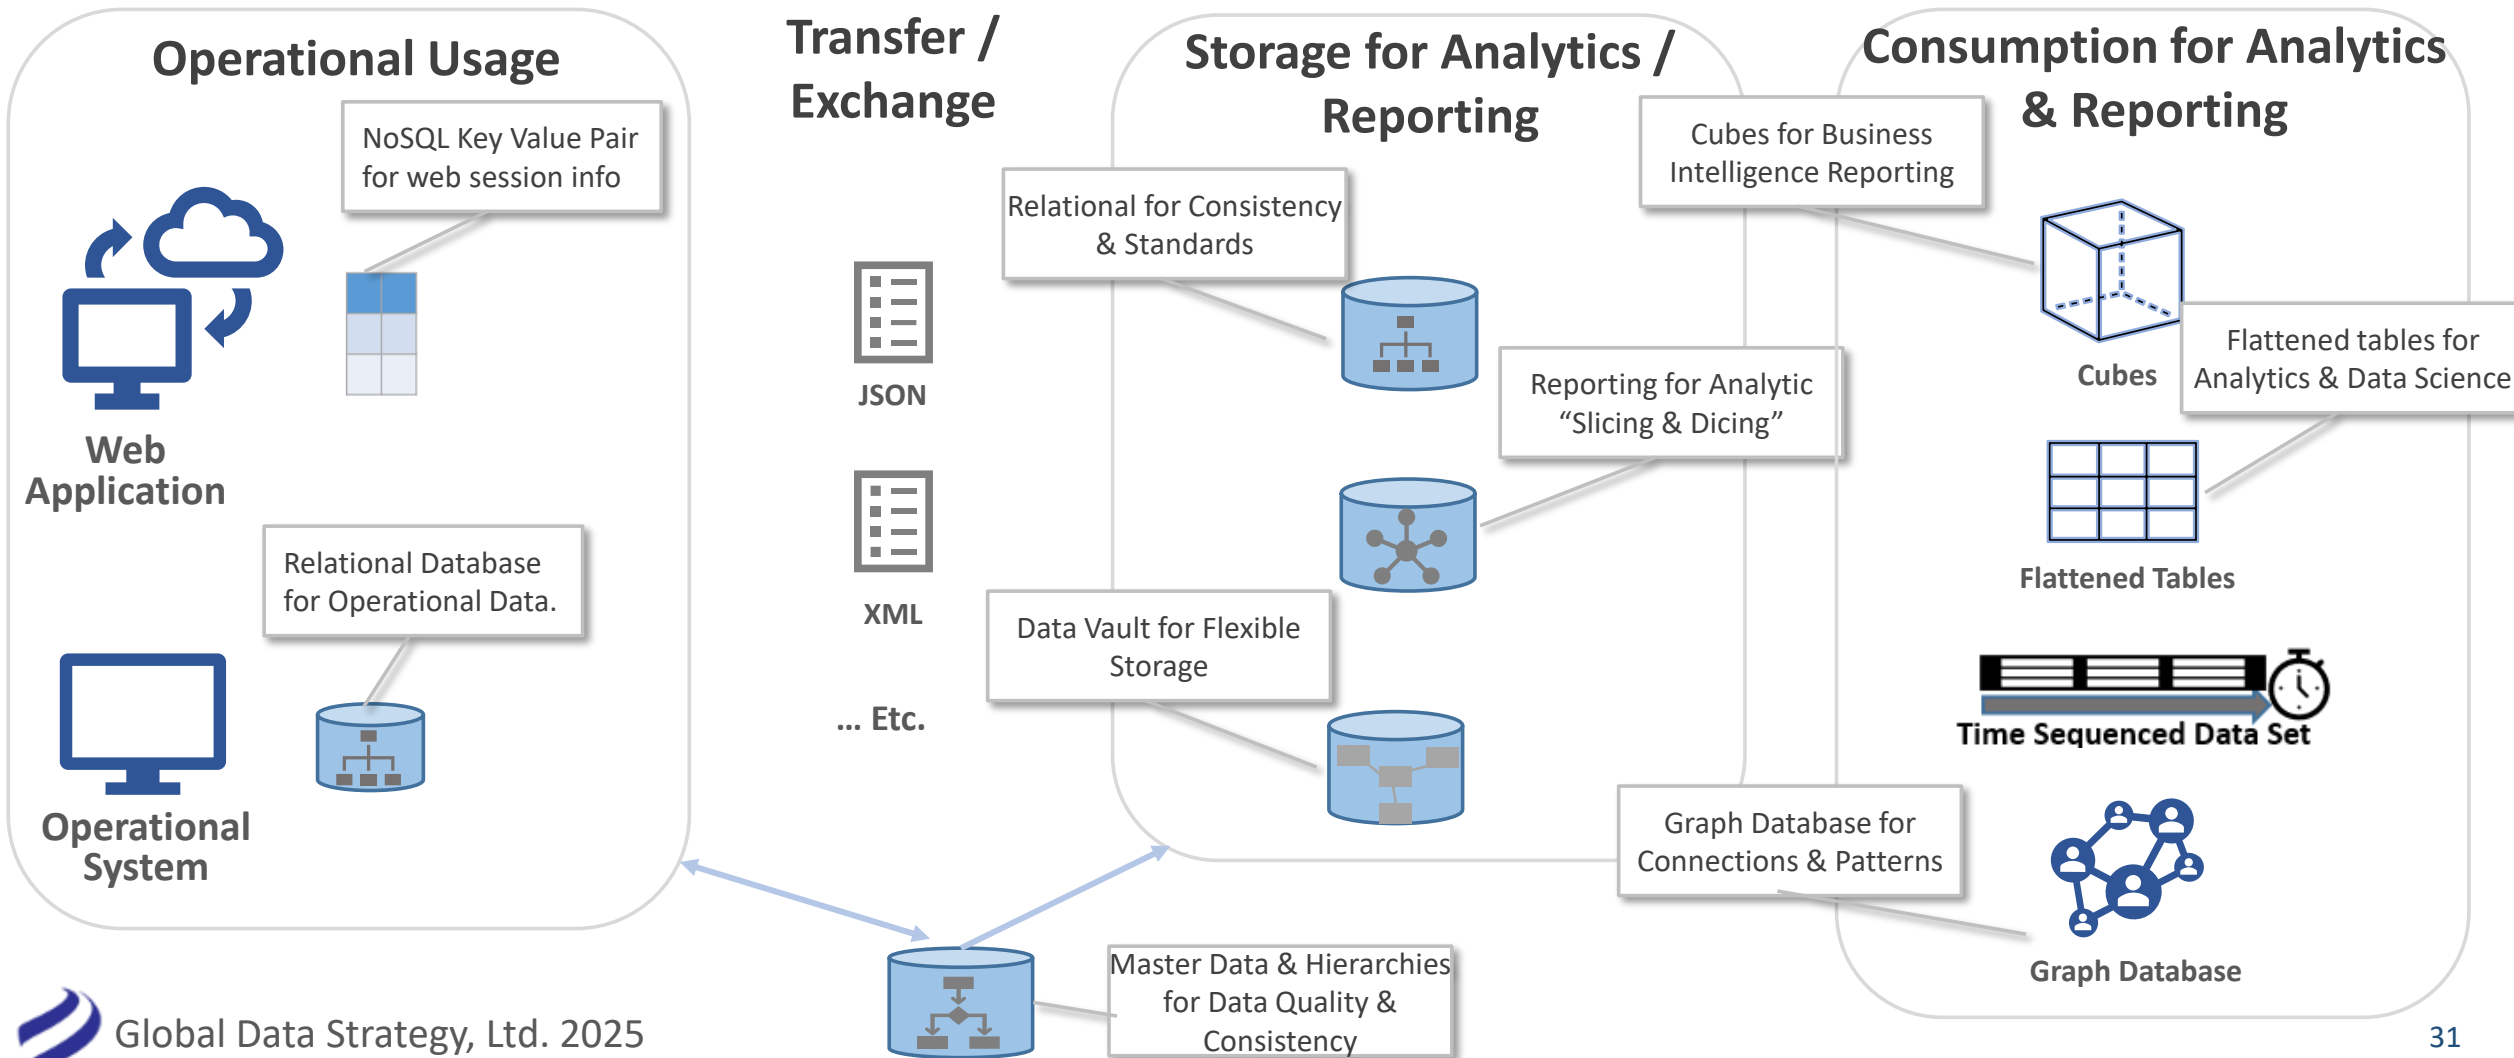 Operational Usage
NoSQL Key Value Pair
for web session info
Web
Application
Relational Database
for Operational Data.
Operational
System
Transfer /
Exchange
JSON
XML
... Etc.
Storage for Analytics /
Reporting
Relational for Consistency
& Standards
Reporting for Analytic
“Slicing & Dicing”
Data Vault for Flexible
Storage
Consumption for Analytics
& Reporting
Cubes for Business
Intelligence Reporting
Cubes
Flattened tables for
Analytics & Data Science
Flattened Tables
Time Sequenced Data Set
Graph Database for
Connections & Patterns
Graph Database
Master Data & Hierarchies
for Data Quality &
Consistency
Global Data Strategy, Ltd. 2025
31